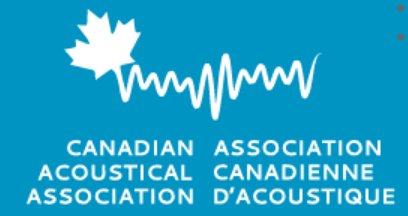 CANADIAN ASSOCIATION
ACOUSTICAL CANADIENNE
ASSOCIATION D'ACOUSTIQUE